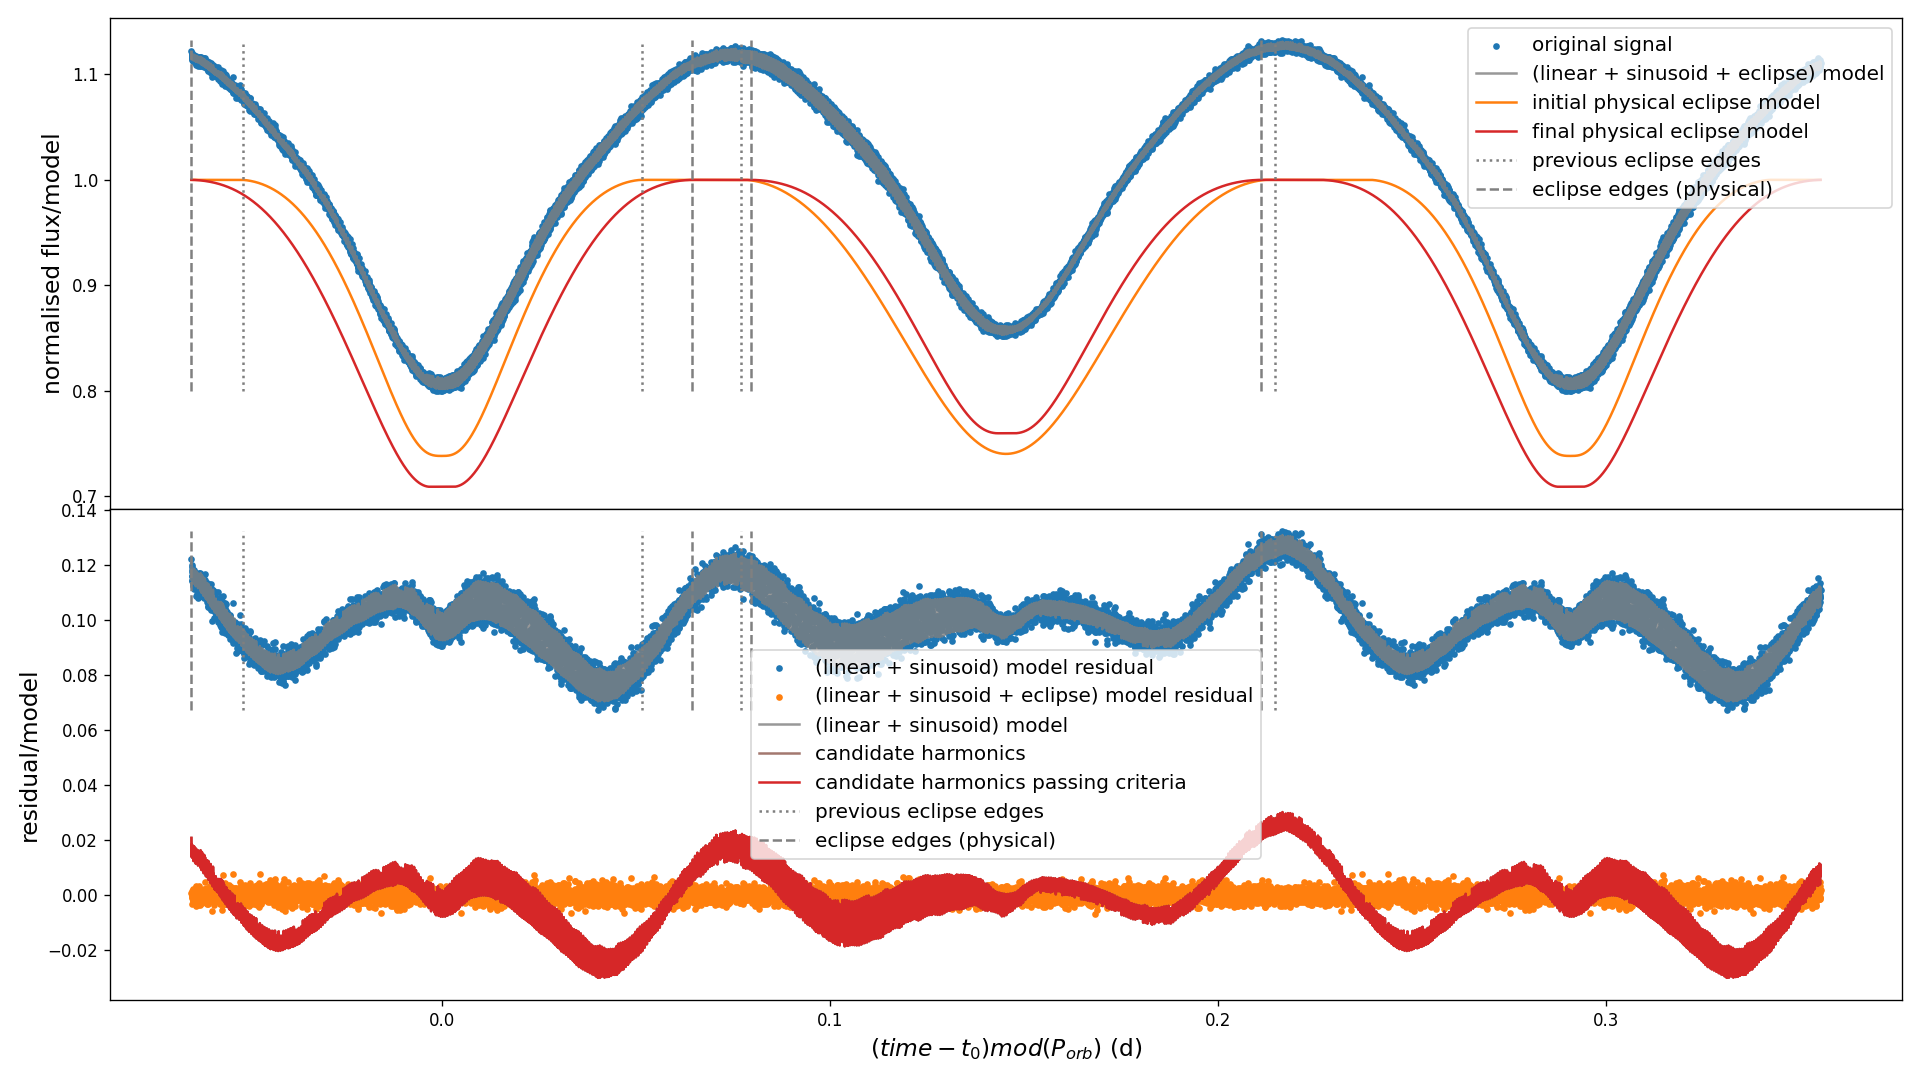 normalised flux/model
1.1
1.0
0.9
0.8
0.7
original signal
(linear + sinusoid + eclipse) model
initial physical eclipse model
final physical eclipse model
previous eclipse edges
eclipse edges (physical)
residual/model
0.14
0.12
0.10
0.08
0.06
0.04
0.02
0.00
−0.02
(linear + sinusoid) model residual
(linear + sinusoid + eclipse) model residual
(linear + sinusoid) model
candidate harmonics
candidate harmonics passing criteria
previous eclipse edges
eclipse edges (physical)
0.0
0.1
0.2
0.3
(time − t₀)mod(P_orb) (d)